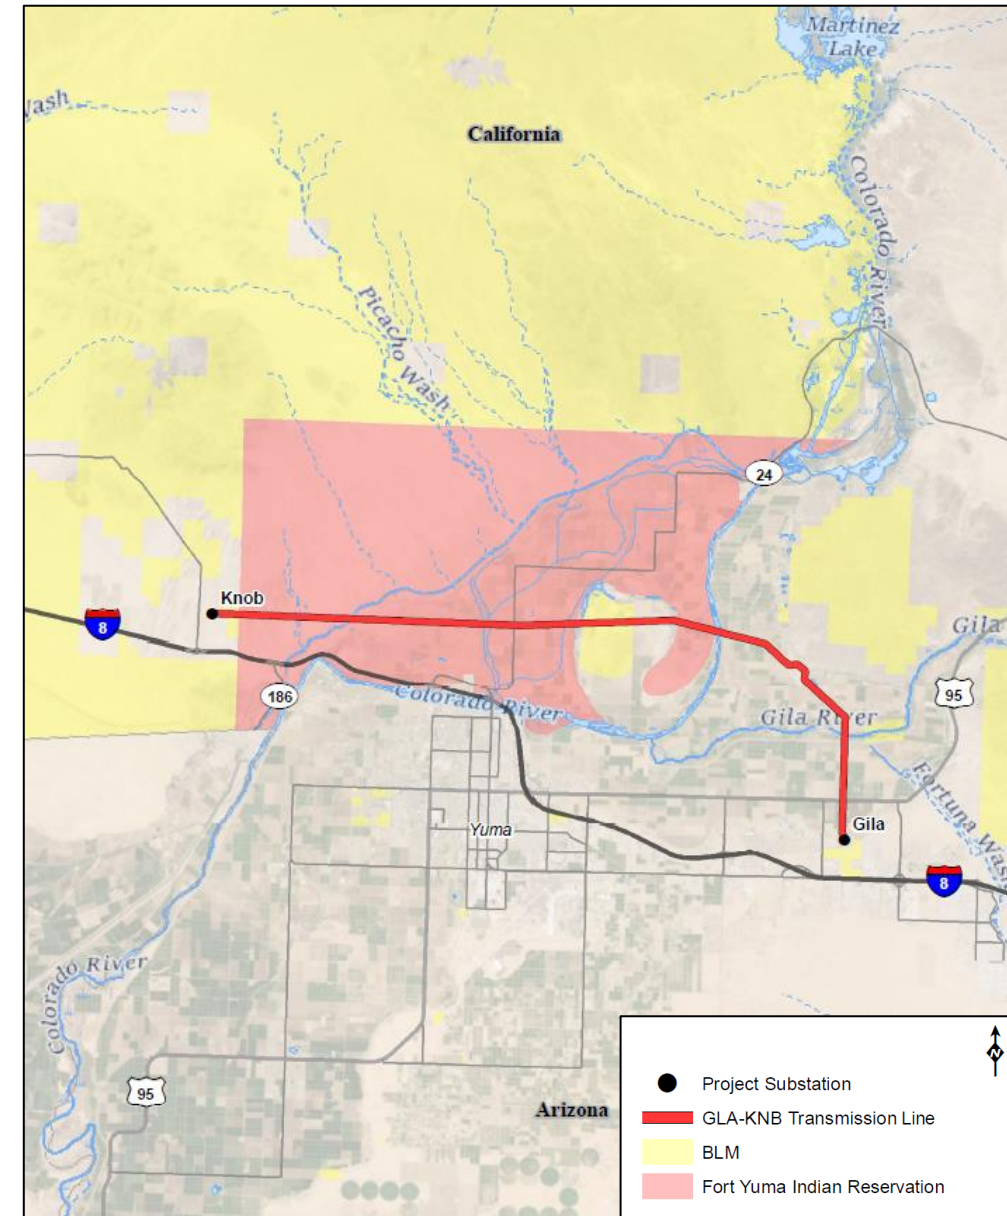 Martinez
Lake
Wash
California
Colorado River
Picacho Wash
24
Knob
8
Gila
186
Colorado River
95
Gila River
Fortuna Wash
Yuma
Gila
8
Colorado River
95
Arizona
N
Project Substation
GLA-KNB Transmission Line
BLM
Fort Yuma Indian Reservation